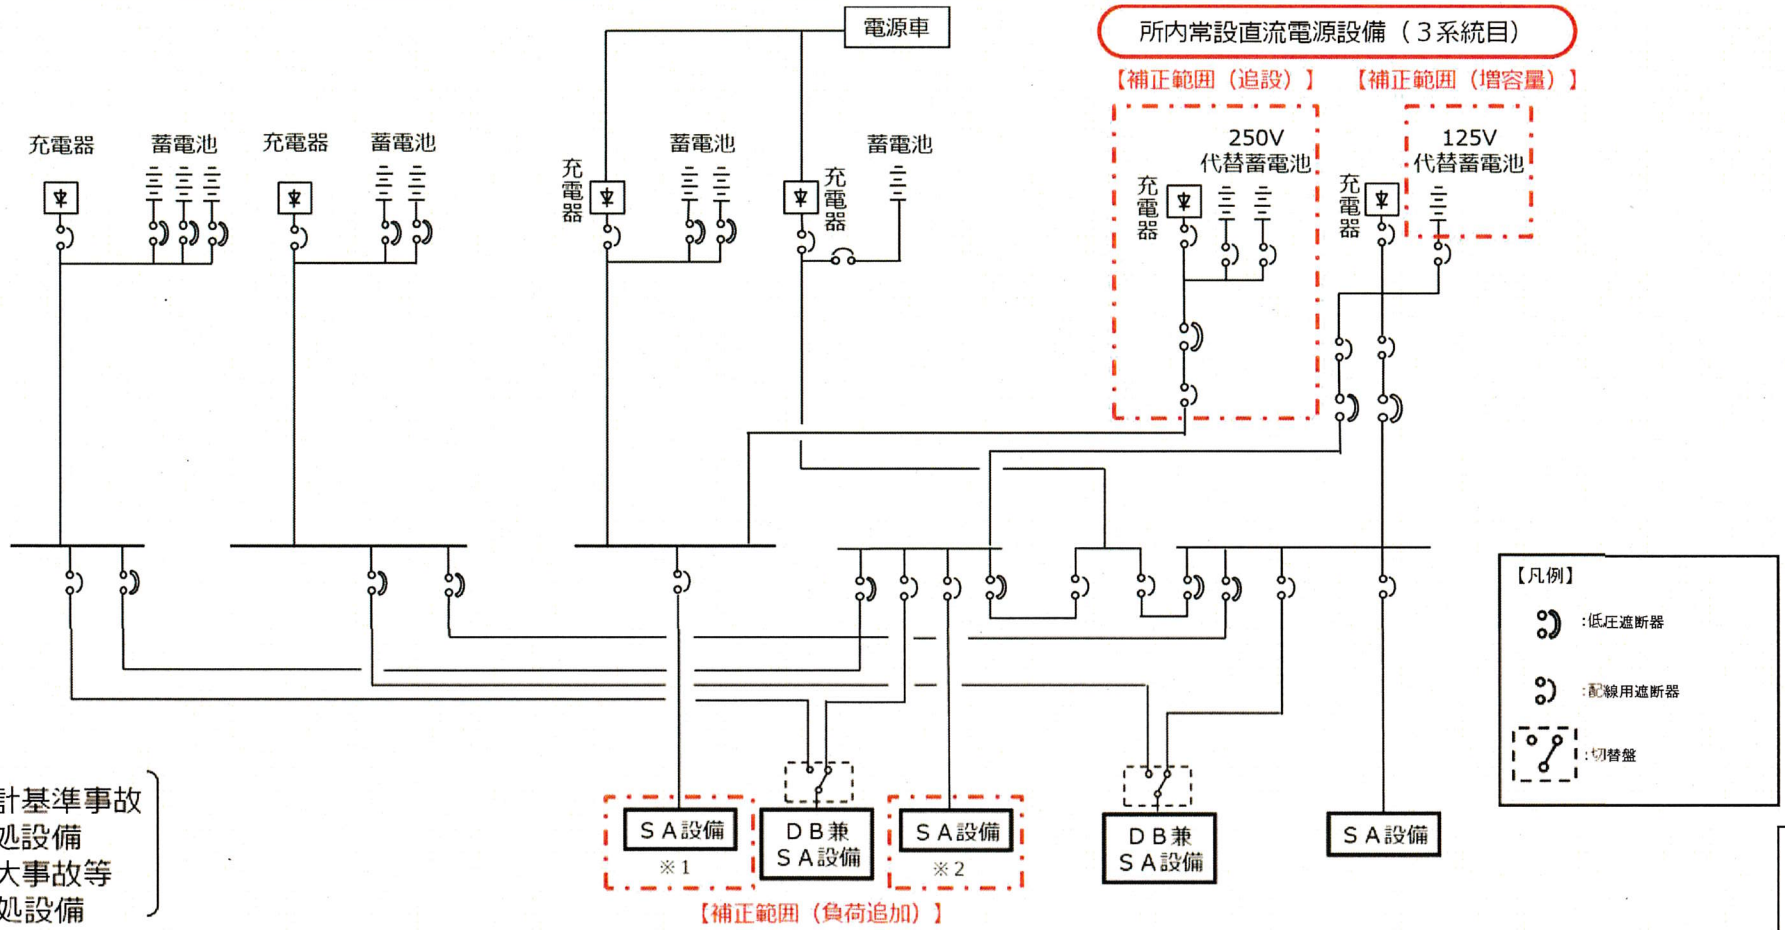 電源車
所内常設直流電源設備（３系統目）
【補正範囲（追設）】
【補正範囲（増容量）】
充電器
蓄電池
充電器
蓄電池
充電器
蓄電池
充電器
蓄電池
充電器
250V
代替蓄電池
充電器
125V
代替蓄電池
【凡例】
:低圧遮断器
:配線用遮断器
:切替盤
計基準事故
処設備
大事故等
処設備
ＳＡ設備
※１
ＤＢ兼
ＳＡ設備
ＳＡ設備
※２
ＤＢ兼
ＳＡ設備
ＳＡ設備
【補正範囲（負荷追加）】